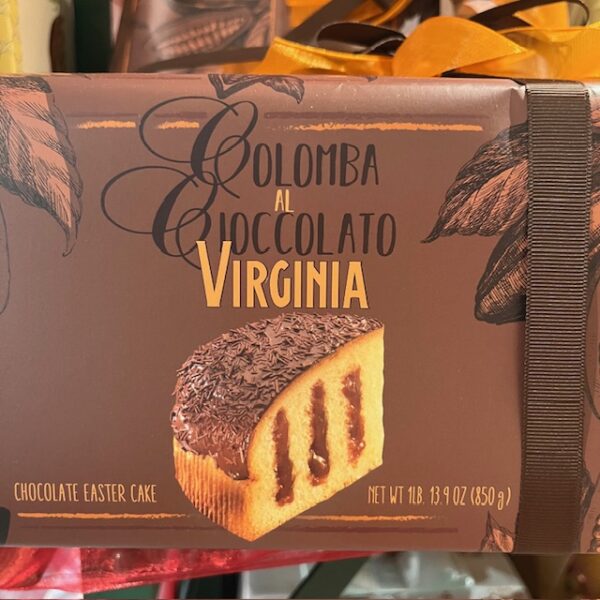 COLOMBA
AL
CIOCCOLATO
VIRGINIA
CHOCOLATE EASTER CAKE
NET WT 1LB. 13.9 OZ (850 g)